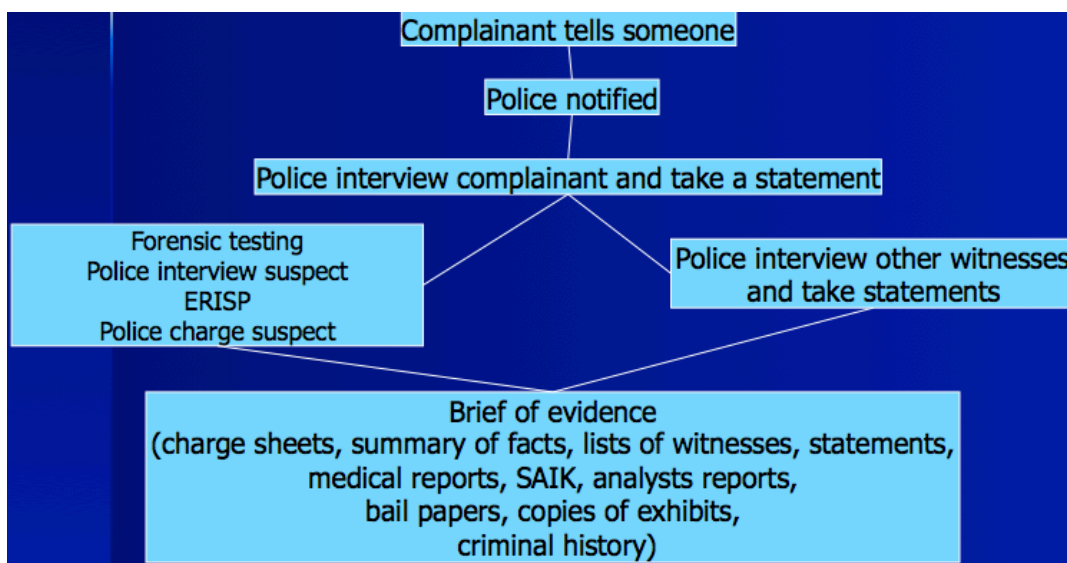 Complainant tells someone
Police notified
Police interview complainant and take a statement
Forensic testing
Police interview suspect
ERISP
Police charge suspect
Police interview other witnesses
and take statements
Brief of evidence
(charge sheets, summary of facts, lists of witnesses, statements,
medical reports, SAIK, analysts reports,
bail papers, copies of exhibits,
criminal history)